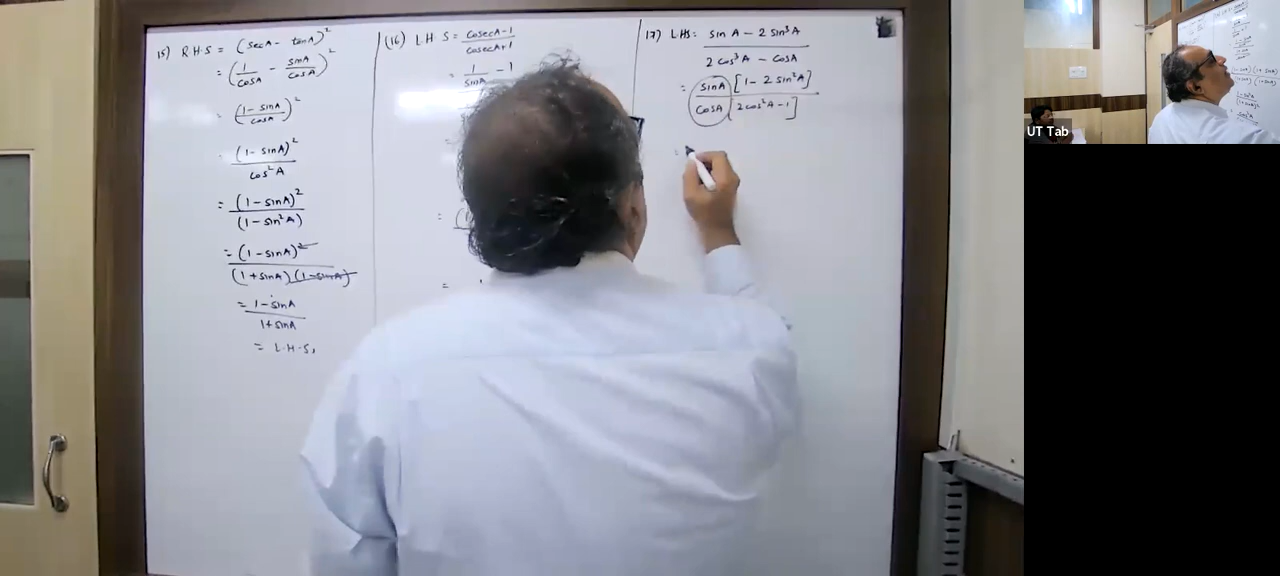 15) R.H.S = (secA - tanA)²
= (1/cosA - sinA/cosA)²
= (1 - sinA/cosA)²
= (1 - sinA)²/cos²A
= (1 - sinA)²/(1 - sin²A)
= (1 - sinA)²/(1 + sinA)(1 - sinA)
= 1 - sinA/1 + sinA
= L.H.S,
(16) L.H.S = cosecA - 1/cosecA + 1
= 1/sinA - 1
=
=
17) LHS: sinA - 2 sin³A/2 cos³A - cosA
= sinA [1 - 2 sin²A]/cosA [2cos²A - 1]
=
UT Tab